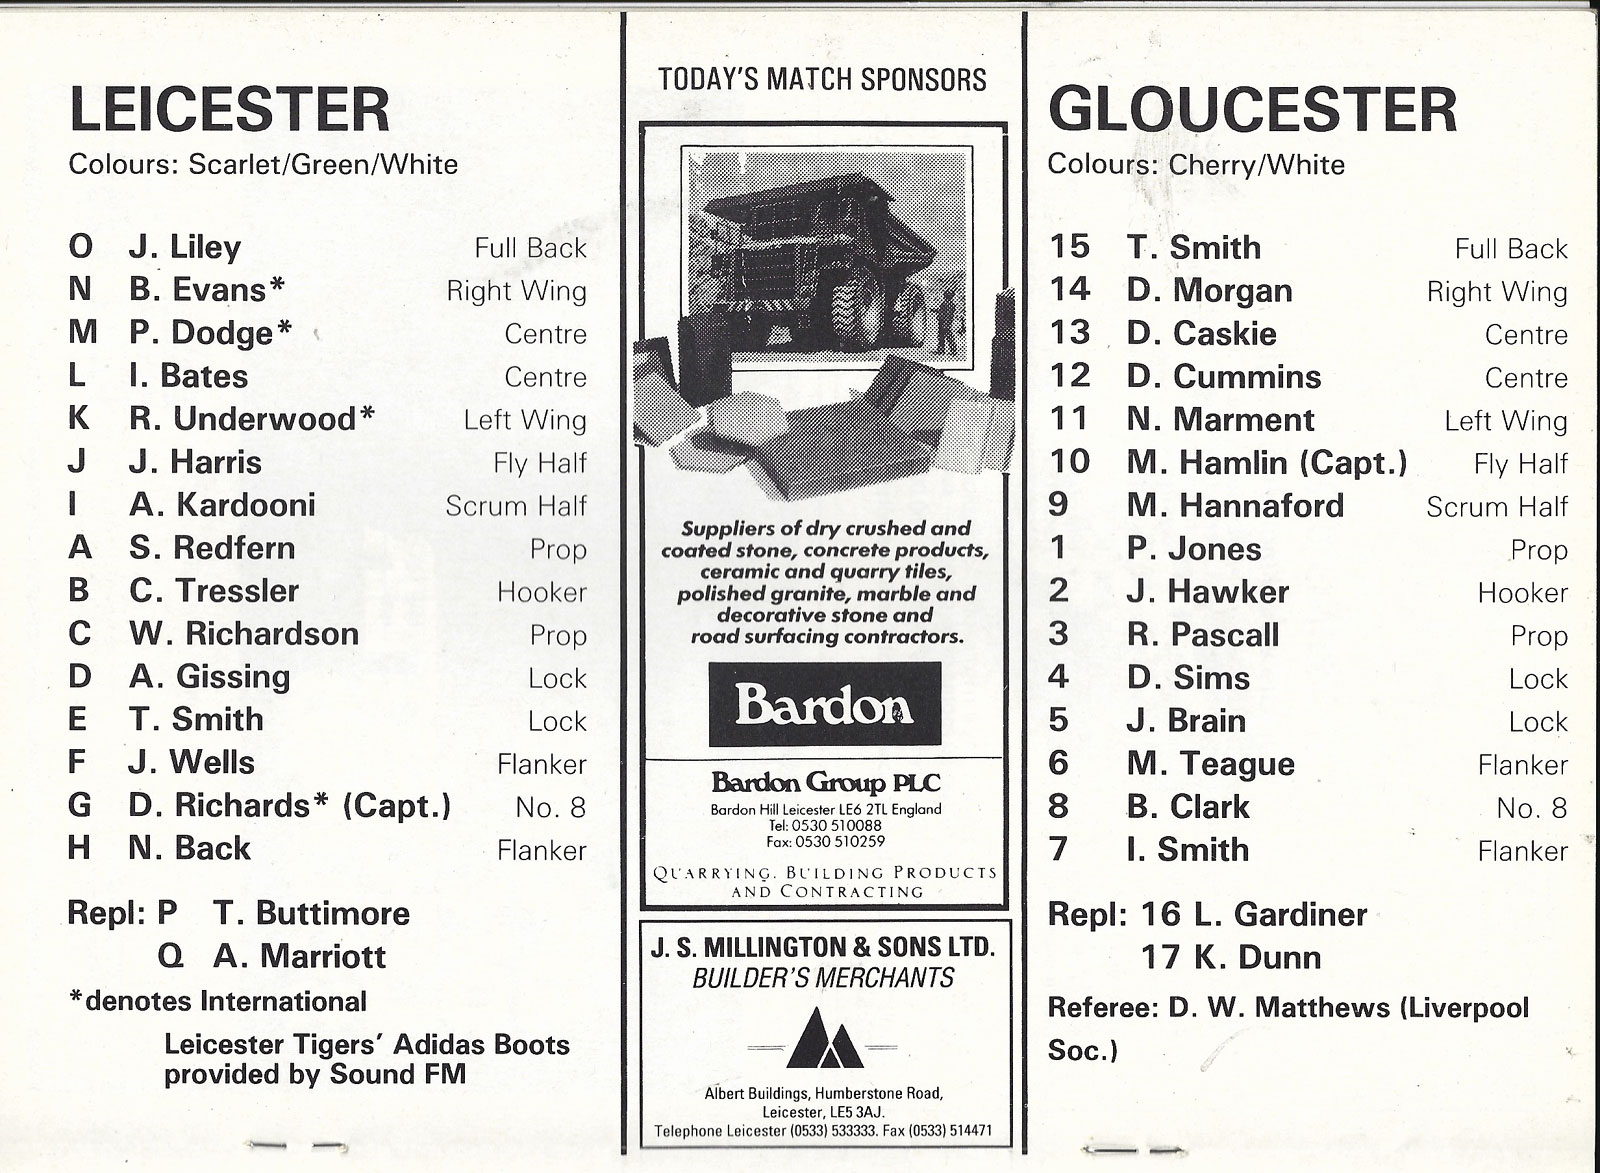 LEICESTER
Colours: Scarlet/Green/White
O J. Liley Full Back
N B. Evans* Right Wing
M P. Dodge* Centre
L I. Bates Centre
K R. Underwood* Left Wing
J J. Harris Fly Half
I A. Kardooni Scrum Half
A S. Redfern Prop
B C. Tressler Hooker
C W. Richardson Prop
D A. Gissing Lock
E T. Smith Lock
F J. Wells Flanker
G D. Richards* (Capt.) No. 8
H N. Back Flanker
Repl: P T. Buttimore
Q A. Marriott
*denotes International
Leicester Tigers' Adidas Boots
provided by Sound FM
TODAY'S MATCH SPONSORS
Suppliers of dry crushed and
coated stone, concrete products,
ceramic and quarry tiles,
polished granite, marble and
decorative stone and
road surfacing contractors.
Bardon
Bardon Group PLC
Bardon Hill Leicester LE6 2TL England
Tel: 0530 510088
Fax: 0530 510259
QUARRYING. BUILDING PRODUCTS
AND CONTRACTING
J. S. MILLINGTON & SONS LTD.
BUILDER'S MERCHANTS
Albert Buildings, Humberstone Road,
Leicester, LE5 3AJ.
Telephone Leicester (0533) 533333. Fax (0533) 514471
GLOUCESTER
Colours: Cherry/White
15 T. Smith Full Back
14 D. Morgan Right Wing
13 D. Caskie Centre
12 D. Cummins Centre
11 N. Marment Left Wing
10 M. Hamlin (Capt.) Fly Half
9 M. Hannaford Scrum Half
1 P. Jones Prop
2 J. Hawker Hooker
3 R. Pascall Prop
4 D. Sims Lock
5 J. Brain Lock
6 M. Teague Flanker
8 B. Clark No. 8
7 I. Smith Flanker
Repl: 16 L. Gardiner
17 K. Dunn
Referee: D. W. Matthews (Liverpool
Soc.)